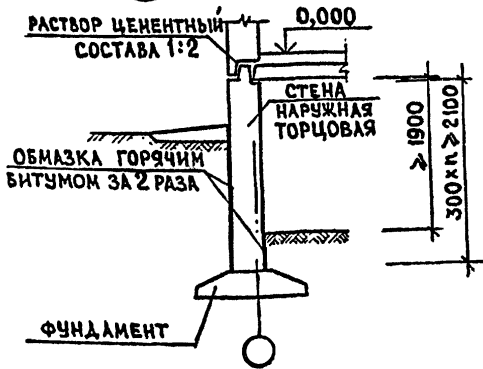 РАСТВОР ЦЕМЕНТНЫЙ
СОСТАВА 1:2
0,000
СТЕНА
НАРУЖНАЯ
ТОРЦОВАЯ
ОБМАЗКА ГОРЯЧИМ
БИТУМОМ ЗА 2 РАЗА
≥ 1900
300×n ≥ 2100
ФУНДАМЕНТ